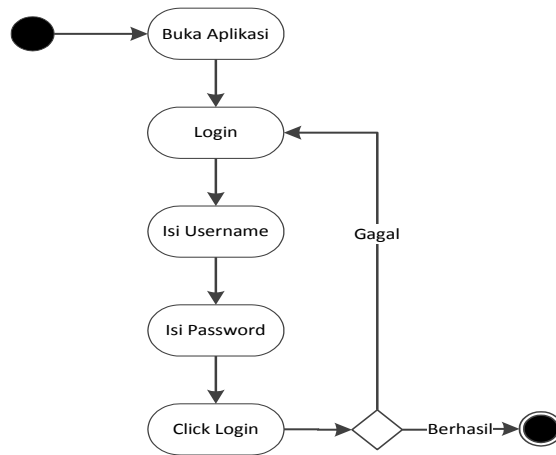 Buka Aplikasi
Login
Isi Username
Gagal
Isi Password
Click Login
Berhasil